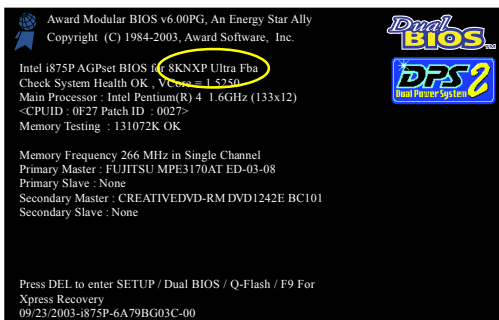 Award Modular BIOS v6.00PG, An Energy Star Ally
Copyright (C) 1984-2003, Award Software, Inc.
Dual
BIOS TM
Intel i875P AGPset BIOS for 8KNXP Ultra Fba
Check System Health OK , VCore = 1.5250
Main Processor : Intel Pentium(R) 4 1.6GHz (133x12)
<CPUID : 0F27 Patch ID : 0027>
Memory Testing : 131072K OK
DPS2
Dual Power System
Memory Frequency 266 MHz in Single Channel
Primary Master : FUJITSU MPE3170AT ED-03-08
Primary Slave : None
Secondary Master : CREATIVEDVD-RM DVD1242E BC101
Secondary Slave : None
Press DEL to enter SETUP / Dual BIOS / Q-Flash / F9 For
Xpress Recovery
09/23/2003-i875P-6A79BG03C-00